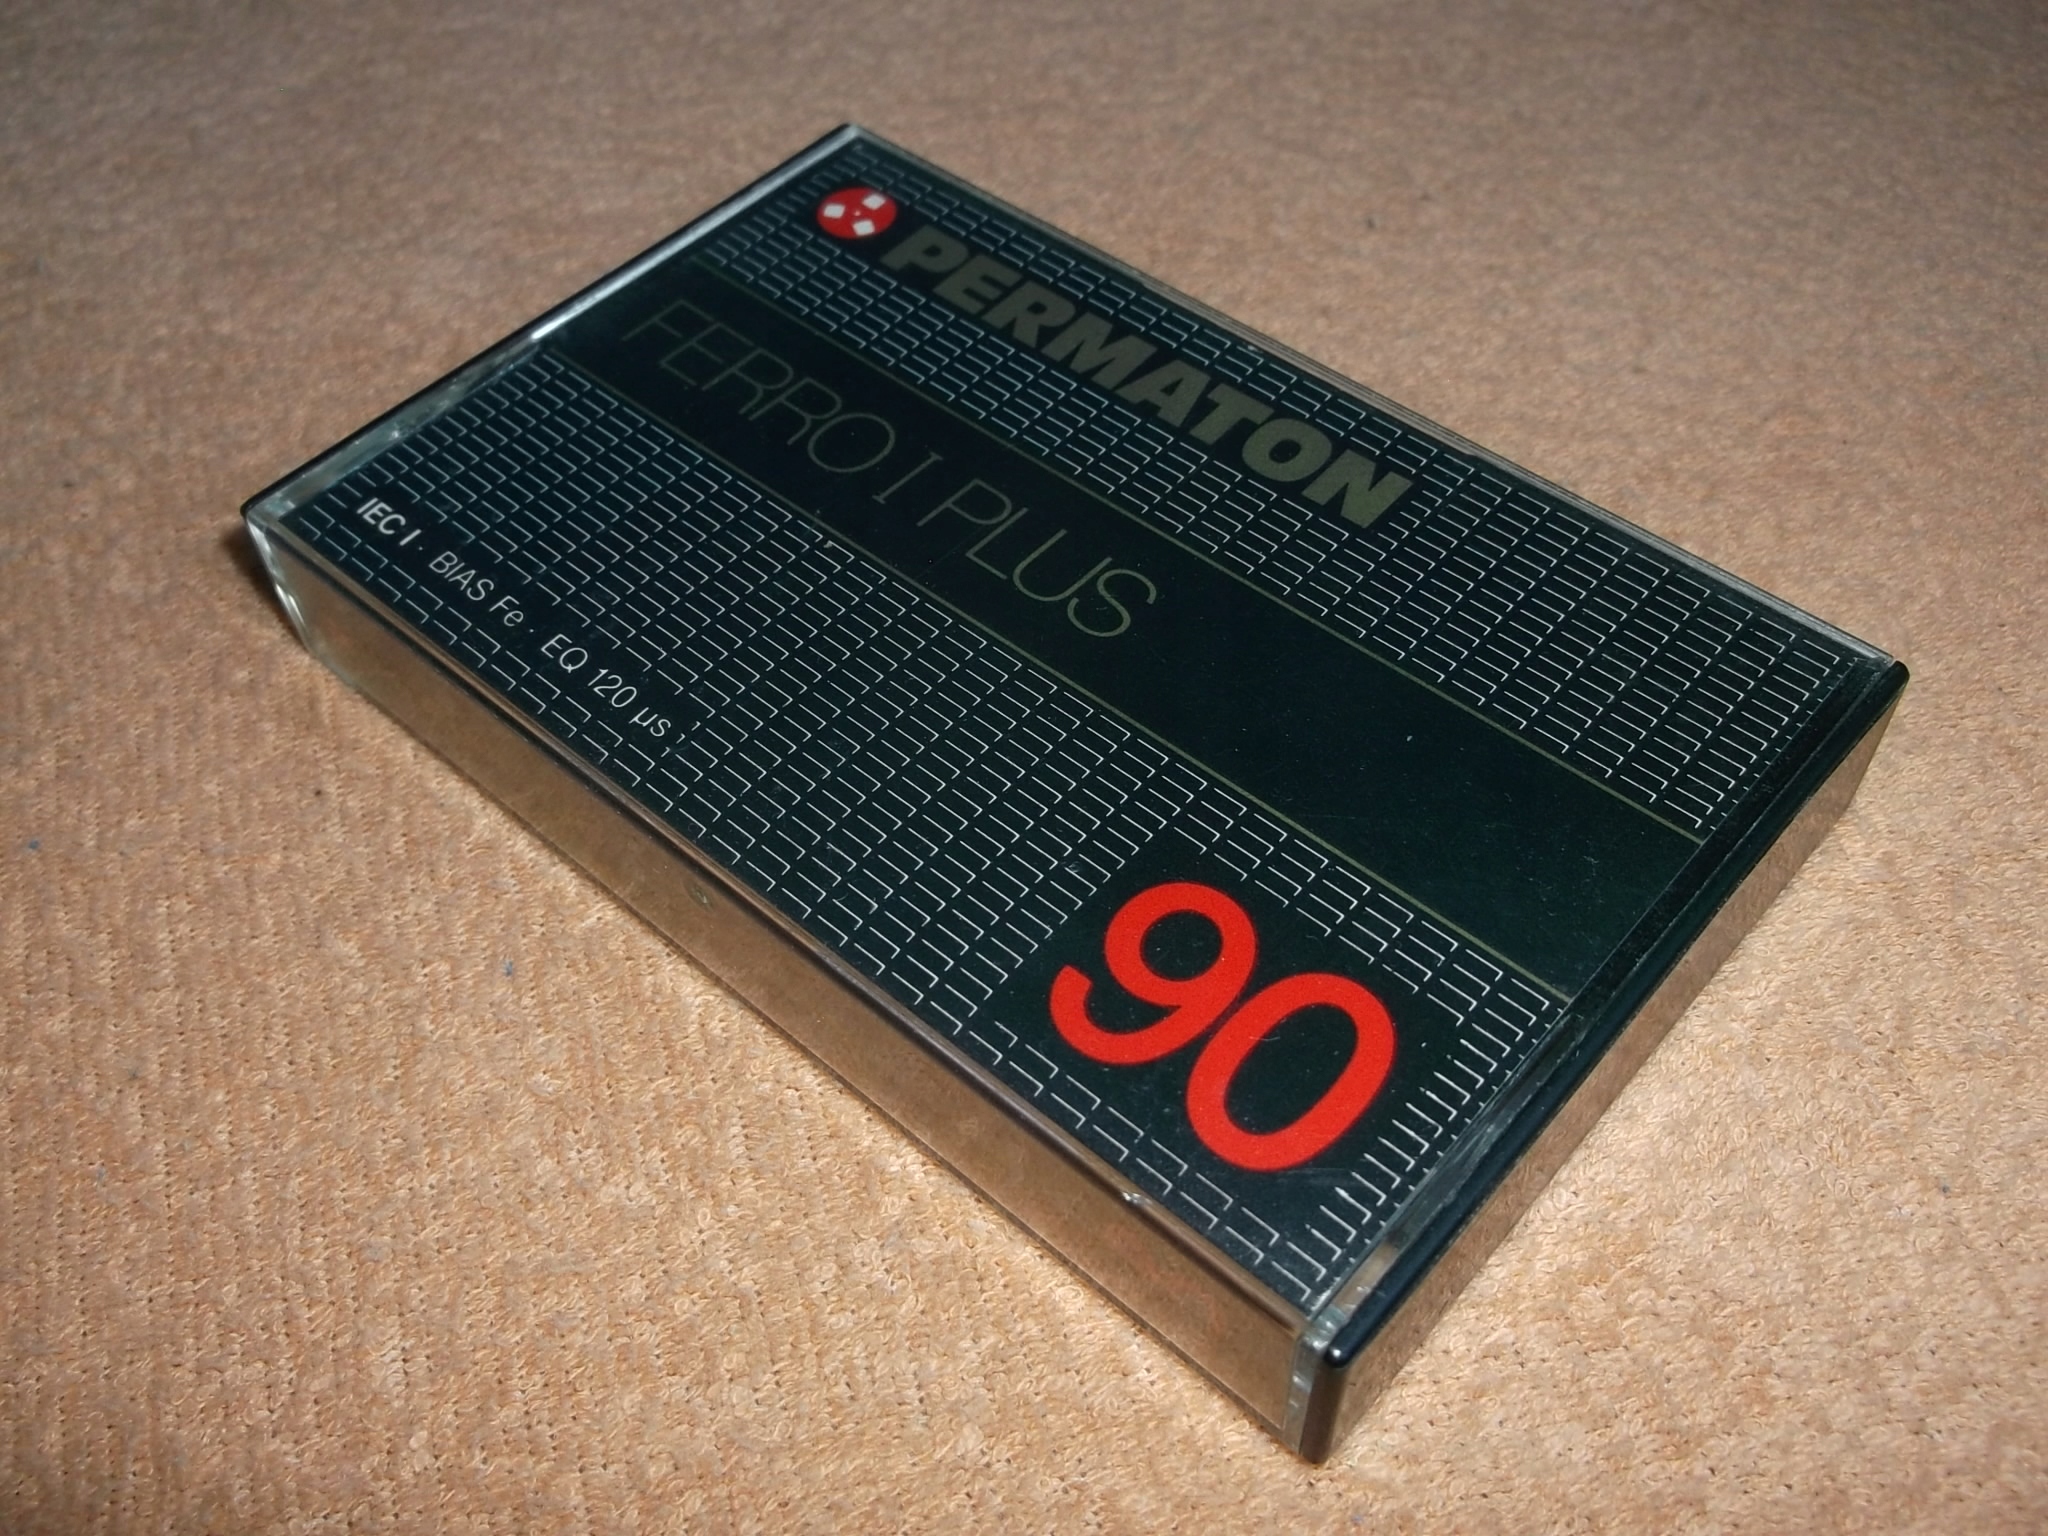 PERMATON
FERRO I PLUS
IEC I · BIAS Fe · EQ 120 µs
90